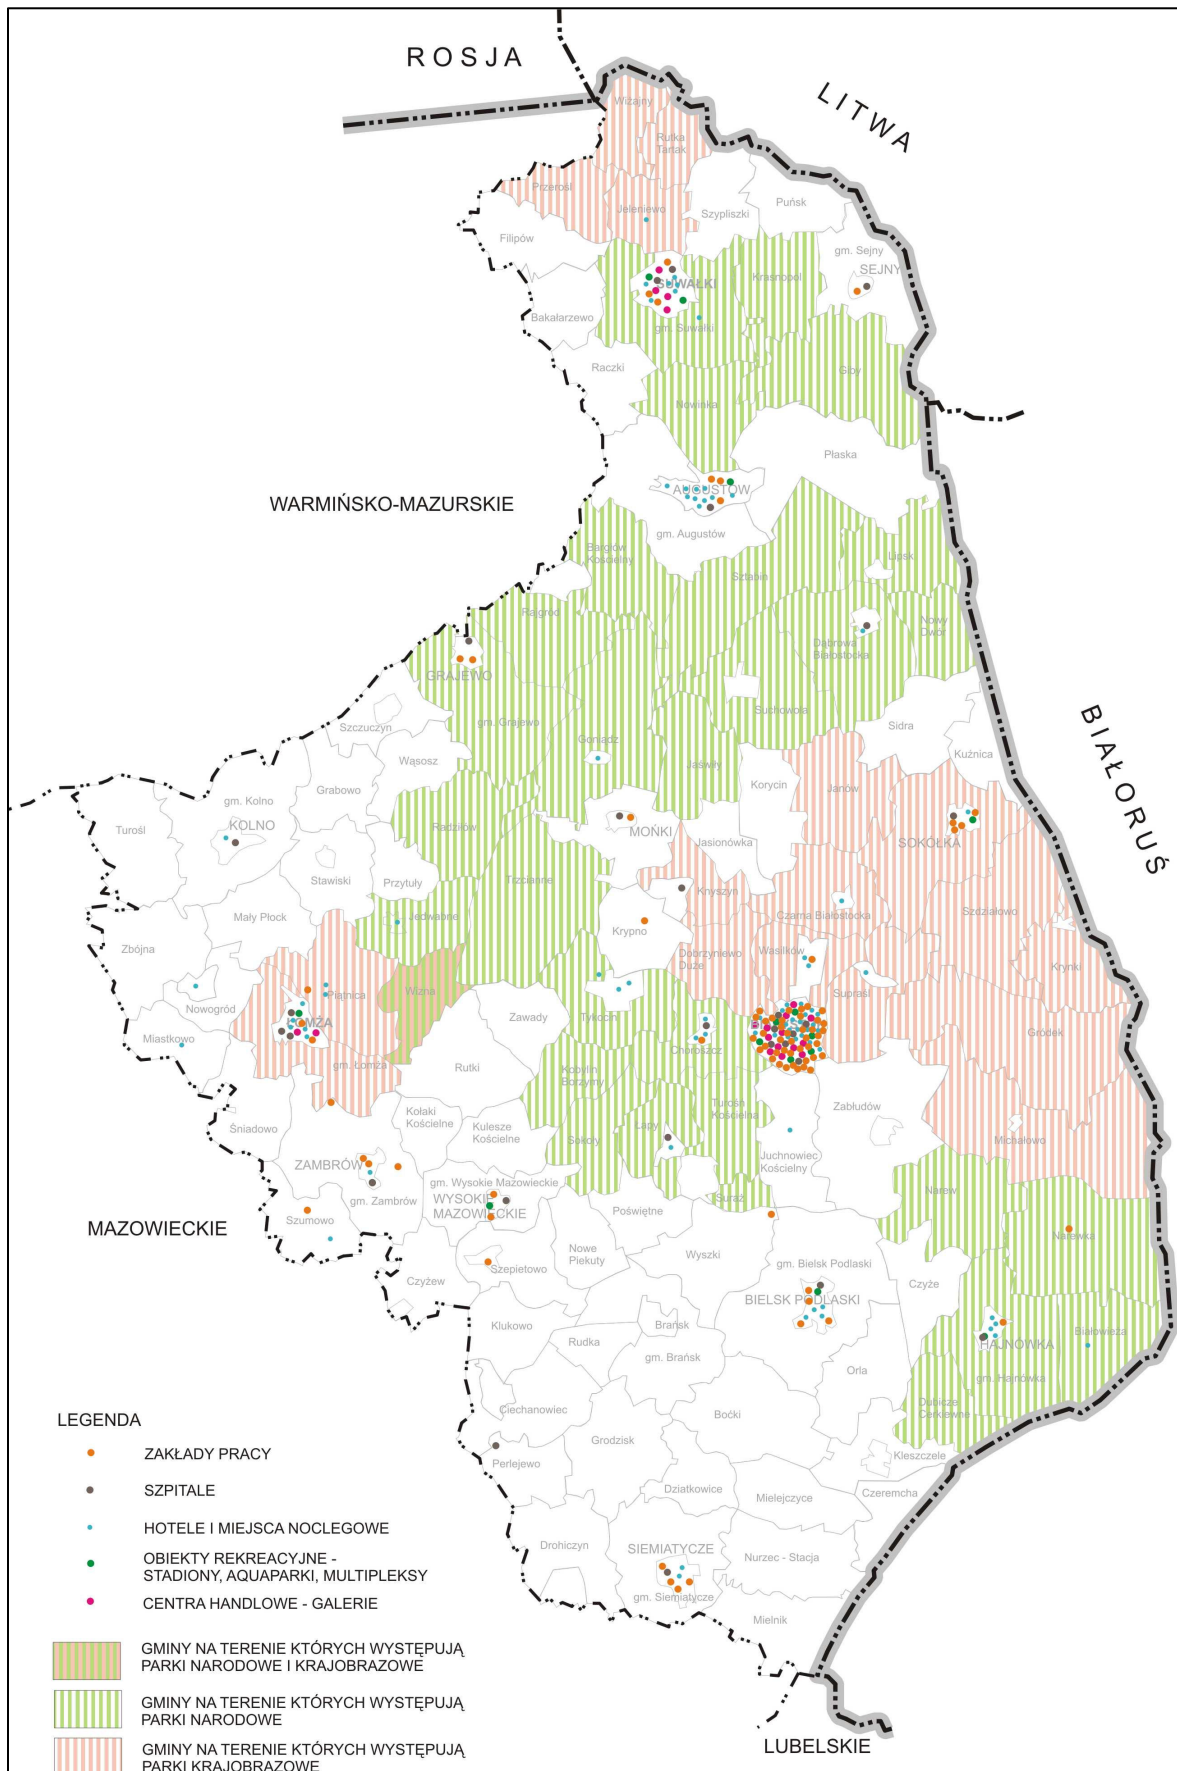 ROSJA
LITWA
Wiżajny
Rutka
Tartak
Przerośl
Jeleniewo
Szypliszki
Puńsk
Filipów
gm. Sejny
SEJNY
Krasnopol
SUWAŁKI
Bakałarzewo
gm. Suwałki
Raczki
Giby
Nowinka
Płaska
WARMIŃSKO-MAZURSKIE
AUGUSTÓW
gm. Augustów
Bargłów
Kościelny
Lipsk
Sztabin
Rajgród
Nowy
Dwór
Dąbrowa
Białostocka
GRAJEWO
gm. Grajewo
Suchowola
Szczuczyn
Sidra
Goniądz
Kuźnica
BIAŁORUŚ
Wąsosz
Jaświły
Korycin
Janów
Grabowo
gm. Kolno
KOLNO
Turośl
Radziłów
MOŃKI
Jasionówka
SOKÓŁKA
Stawiski
Przytuły
Trzcianne
Knyszyn
Mały Płock
Jedwabne
Czarna Białostocka
Szudziałowo
Zbójna
Krypno
Dobrzyniewo
Duże
Wasilków
Krynki
Piątnica
Wizna
Supraśl
Nowogród
ŁOMŻA
Zawady
Tykocin
Gródek
Miastkowo
Choroszcz
gm. Łomża
Rutki
Kobylin
Borzymy
Turośń
Kościelna
Zabłudów
Kołaki
Kościelne
Kulesze
Kościelne
Śniadowo
Sokoły
Łapy
Juchnowiec
Kościelny
Michałowo
ZAMBRÓW
gm. Wysokie Mazowieckie
WYSOKIE
MAZOWIECKIE
gm. Zambrów
Suraż
Narew
Szumowo
Poświętne
MAZOWIECKIE
Narewka
Nowe
Piekuty
Wyszki
gm. Bielsk Podlaski
Szepietowo
Czyżew
Czyże
BIELSK PODLASKI
Klukowo
Brańsk
Rudka
HAJNÓWKA
Białowieża
gm. Brańsk
Orla
gm. Hajnówka
Ciechanowiec
Boćki
Dubicze
Cerkiewne
Grodzisk
Kleszczele
Perlejewo
Dziatkowice
Mielejczyce
Czeremcha
Drohiczyn
SIEMIATYCZE
Nurzec - Stacja
gm. Siemiatycze
Mielnik
LUBELSKIE
LEGENDA
ZAKŁADY PRACY
SZPITALE
HOTELE I MIEJSCA NOCLEGOWE
OBIEKTY REKREACYJNE -
STADIONY, AQUAPARKI, MULTIPLEKSY
CENTRA HANDLOWE - GALERIE
GMINY NA TERENIE KTÓRYCH WYSTĘPUJĄ
PARKI NARODOWE I KRAJOBRAZOWE
GMINY NA TERENIE KTÓRYCH WYSTĘPUJĄ
PARKI NARODOWE
GMINY NA TERENIE KTÓRYCH WYSTĘPUJĄ
PARKI KRAJOBRAZOWE